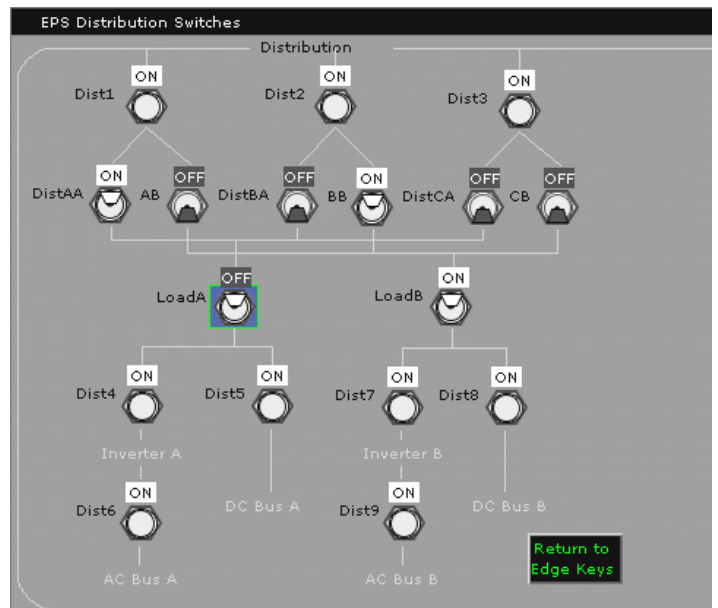 EPS Distribution Switches
Distribution
ON ON ON
Dist1 Dist2 Dist3
ON OFF OFF ON OFF OFF
DistAA AB DistBA BB DistCA CB
OFF ON
LoadA LoadB
ON ON ON ON
Dist4 Dist5 Dist7 Dist8
Inverter A Inverter B
ON ON
Dist6 DC Bus A Dist9 DC Bus B
AC Bus A AC Bus B
Return to
Edge Keys